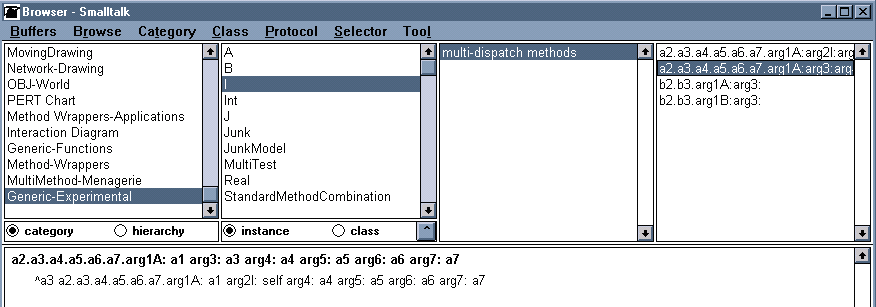 Browser - Smalltalk
Buffers Browse Category Class Protocol Selector Tool
MovingDrawing
Network-Drawing
OBJ-World
PERT Chart
Method Wrappers-Applications
Interaction Diagram
Generic-Functions
Method-Wrappers
MultiMethod-Menagerie
Generic-Experimental
category hierarchy
A
B
I
Int
J
Junk
JunkModel
MultiTest
Real
StandardMethodCombination
instance class ^
multi-dispatch methods
a2.a3.a4.a5.a6.a7.arg1A:arg2I:arg
a2.a3.a4.a5.a6.a7.arg1A:arg3:arg
b2.b3.arg1A:arg3:
b2.b3.arg1B:arg3:
a2.a3.a4.a5.a6.a7.arg1A: a1 arg3: a3 arg4: a4 arg5: a5 arg6: a6 arg7: a7
^a3 a2.a3.a4.a5.a6.a7.arg1A: a1 arg2I: self arg4: a4 arg5: a5 arg6: a6 arg7: a7